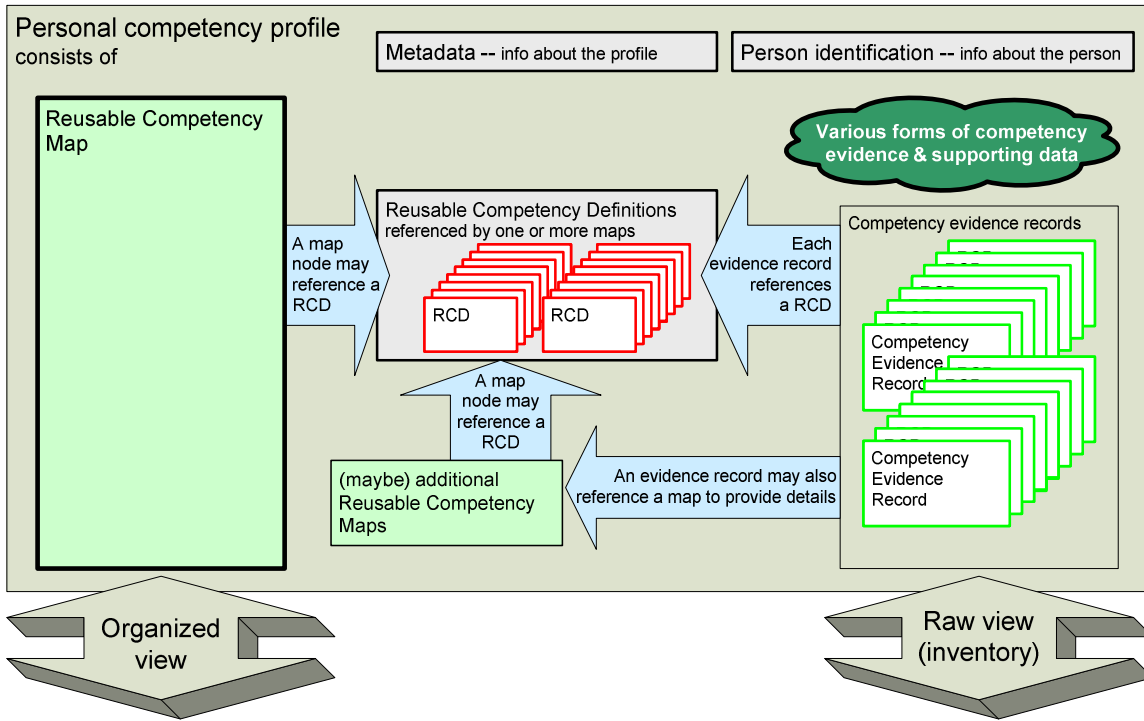 Personal competency profile
consists of
Metadata -- info about the profile
Person identification -- info about the person
Reusable Competency
Map
Various forms of competency
evidence & supporting data
A map
node may
reference a
RCD
Reusable Competency Definitions
referenced by one or more maps
RCD
RCD
Each
evidence record
references
a RCD
Competency evidence records
RCD
RCD
Competency
Evidence
Record
RCD
RCD
Competency
Evidence
Record
A map
node may
reference a
RCD
(maybe) additional
Reusable Competency
Maps
An evidence record may also
reference a map to provide details
Organized
view
Raw view
(inventory)